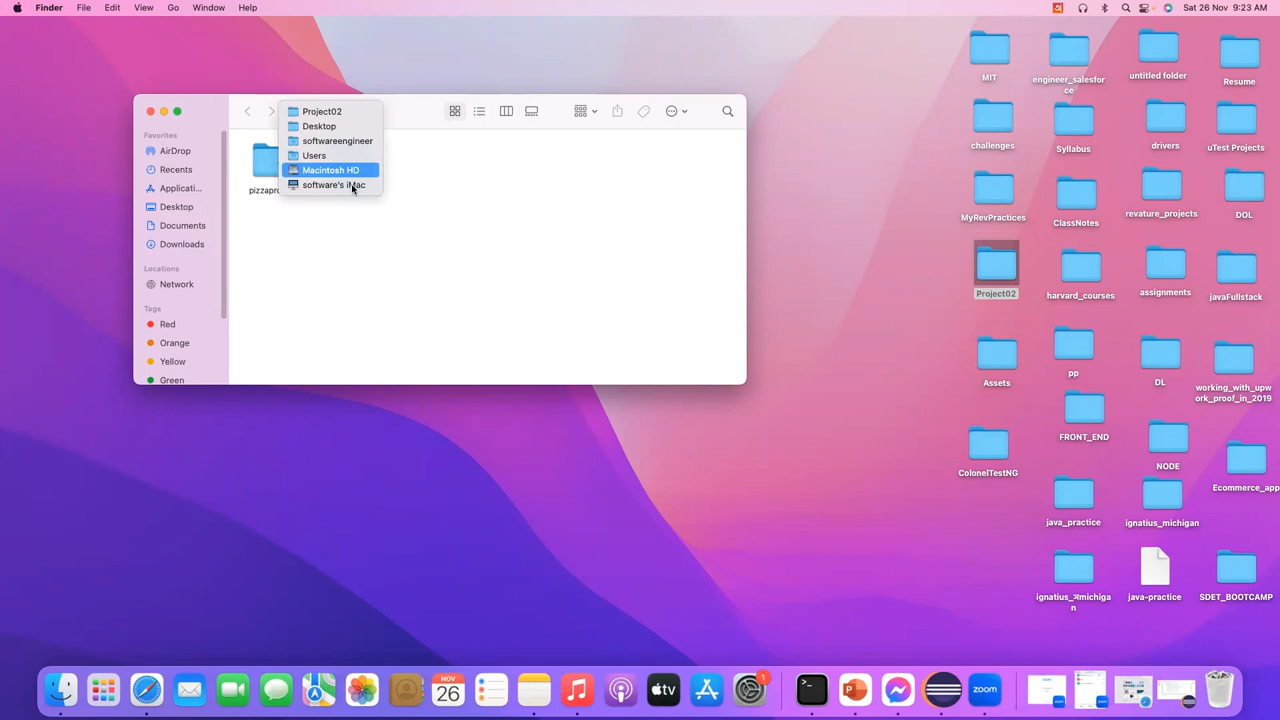 Finder File Edit View Go Window Help
Sat 26 Nov 9:23 AM
Project02
Desktop
softwareengineer
Users
Macintosh HD
software's iMac
Favorites
AirDrop
Recents
Applicati...
Desktop
Documents
Downloads
Locations
Network
Tags
Red
Orange
Yellow
Green
MIT
engineer_salesfor
ce
untitled folder
Resume
challenges
Syllabus
drivers
uTest Projects
MyRevPractices
ClassNotes
revature_projects
DOL
Project02
harvard_courses
assignments
javaFullstack
Assets
pp
DL
working_with_upw
ork_proof_in_2019
FRONT_END
NODE
ColonelTestNG
Ecommerce_app
java_practice
ignatius_michigan
java-practice
SDET_BOOTCAMP
NOV
26
1
tv
zoom